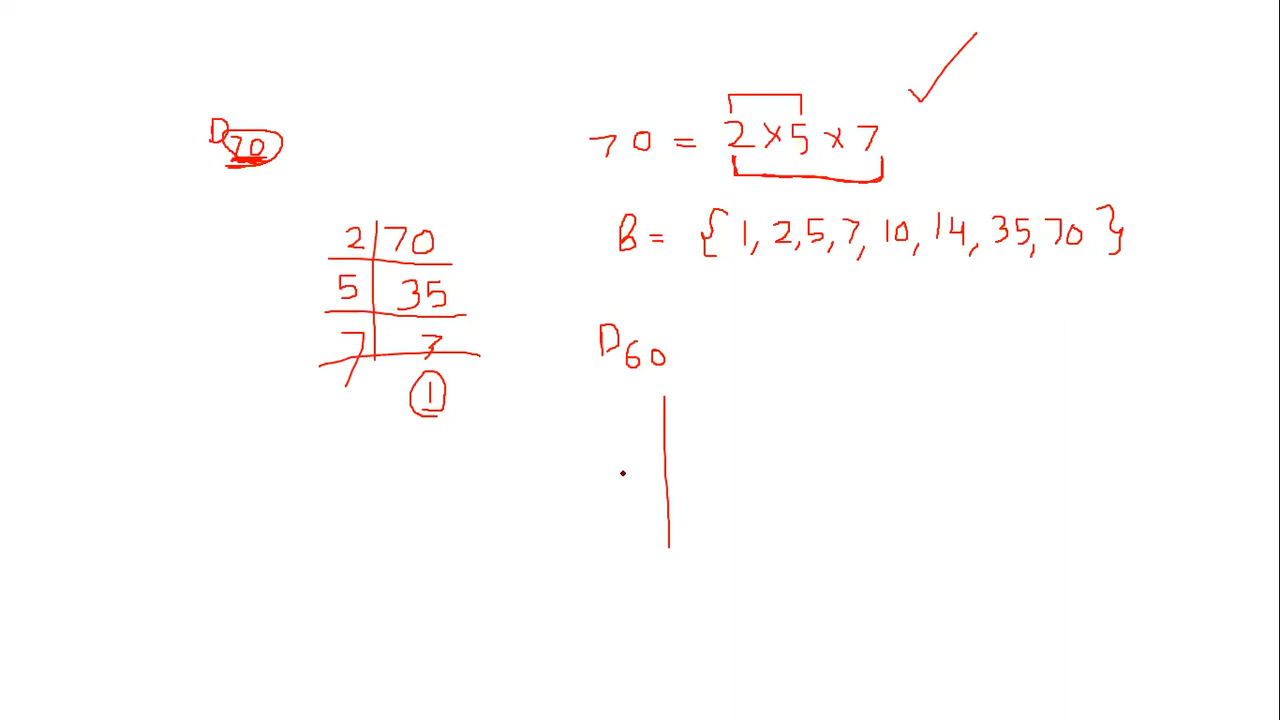 D70
70 = 2 × 5 × 7
2 | 70
5 | 35
7 | 7
1
B = { 1, 2, 5, 7, 10, 14, 35, 70 }
D60